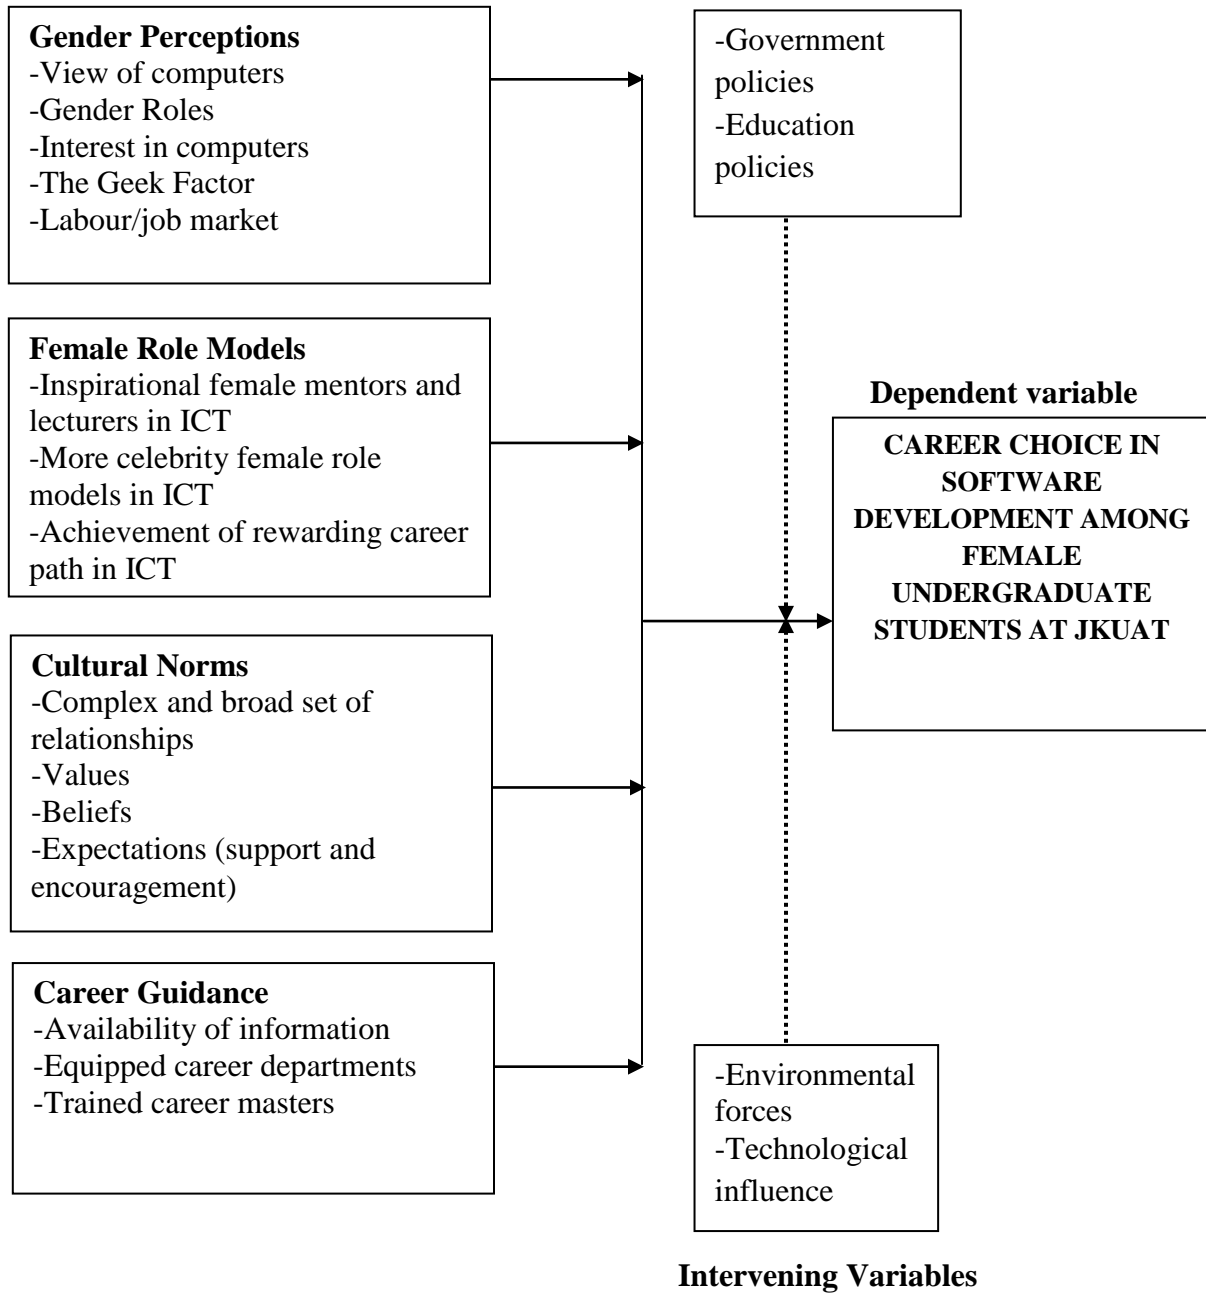 Gender Perceptions
-View of computers
-Gender Roles
-Interest in computers
-The Geek Factor
-Labour/job market
Female Role Models
-Inspirational female mentors and
lecturers in ICT
-More celebrity female role
models in ICT
-Achievement of rewarding career
path in ICT
Cultural Norms
-Complex and broad set of
relationships
-Values
-Beliefs
-Expectations (support and
encouragement)
Career Guidance
-Availability of information
-Equipped career departments
-Trained career masters
-Government
policies
-Education
policies
Dependent variable
CAREER CHOICE IN
SOFTWARE
DEVELOPMENT AMONG
FEMALE
UNDERGRADUATE
STUDENTS AT JKUAT
-Environmental
forces
-Technological
influence
Intervening Variables